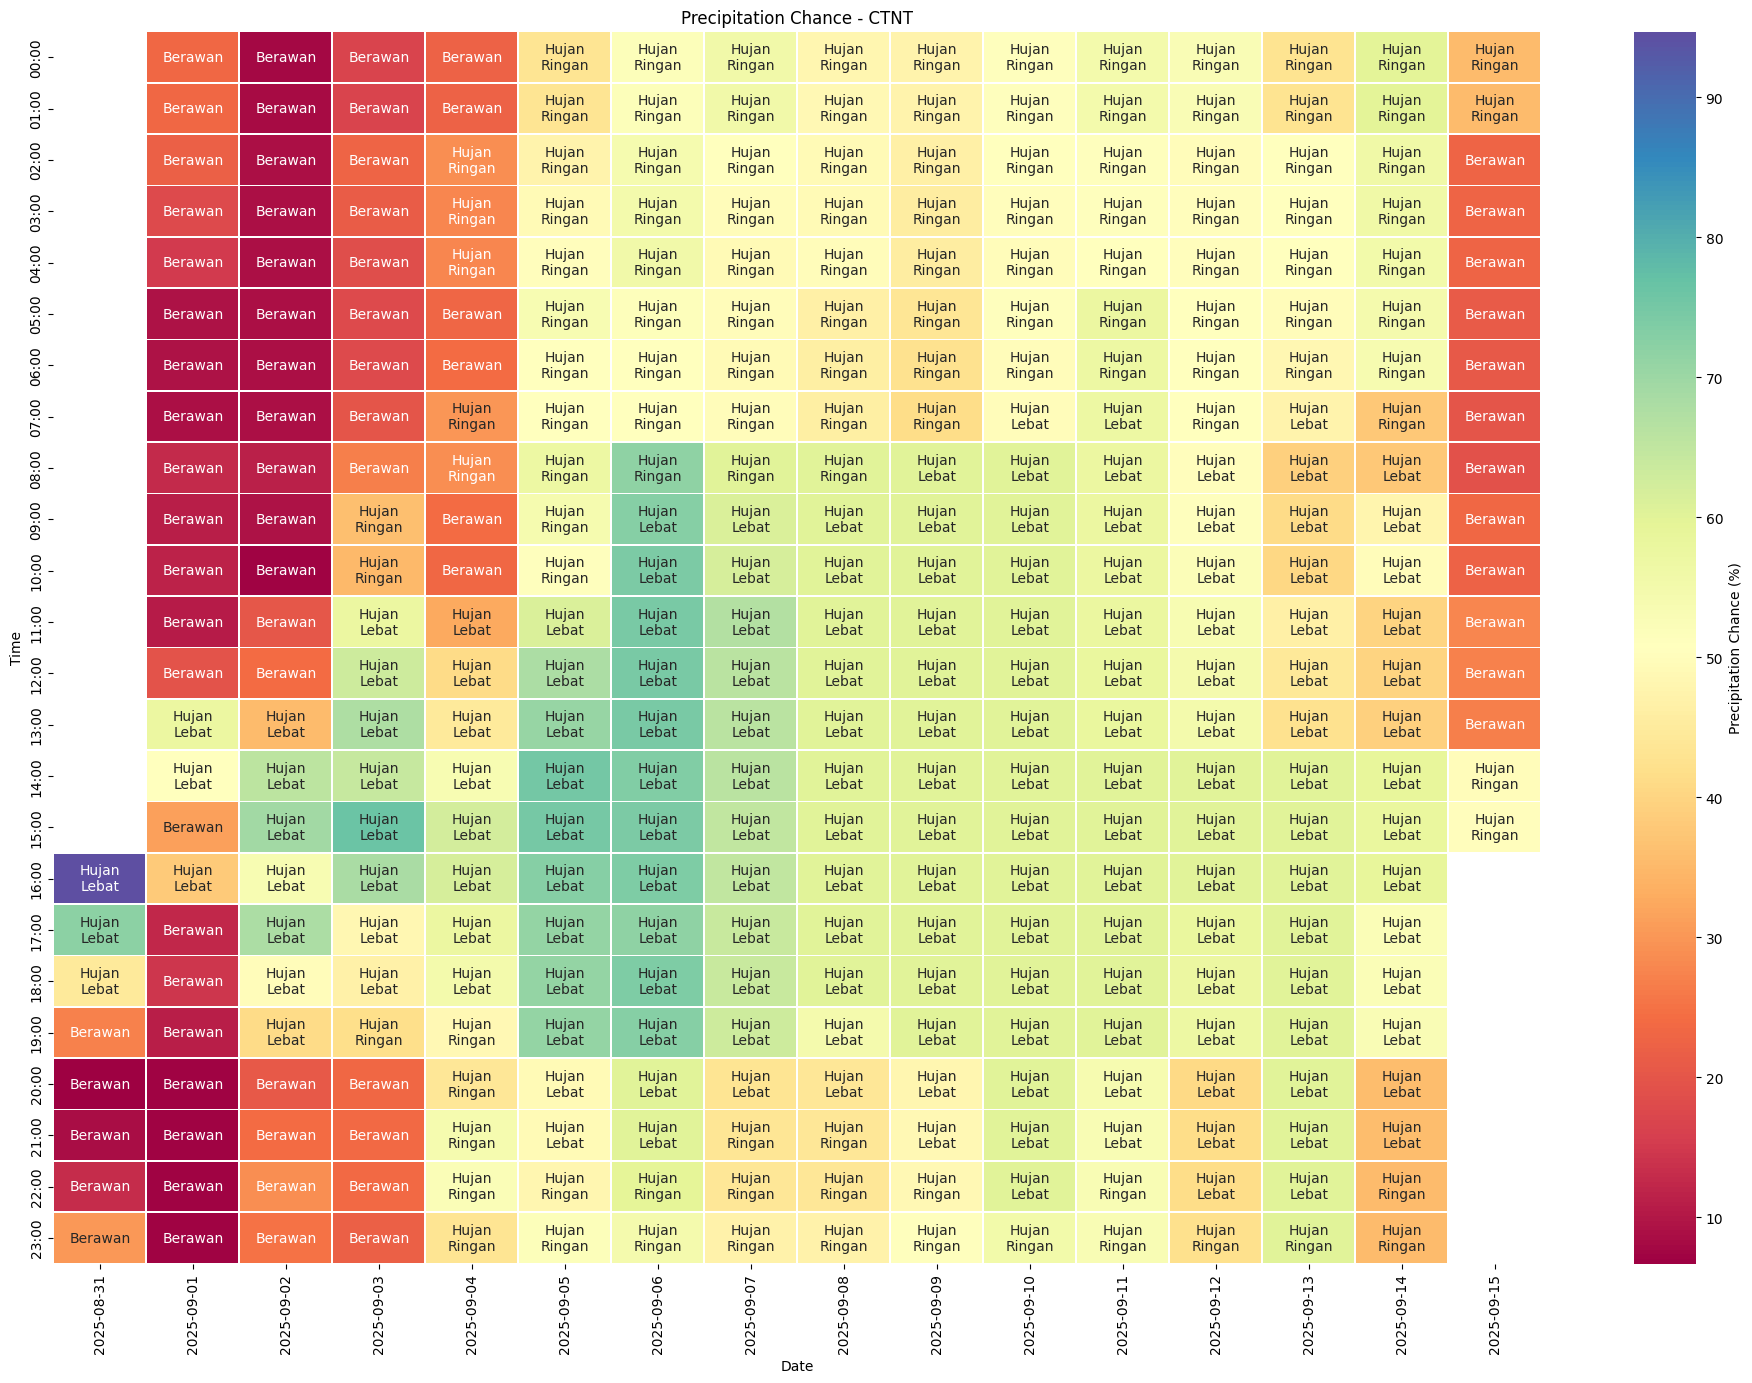 Precipitation Chance - CTNT
00:00 Berawan Berawan Berawan Berawan Hujan Ringan Hujan Ringan Hujan Ringan Hujan Ringan Hujan Ringan Hujan Ringan Hujan Ringan Hujan Ringan Hujan Ringan Hujan Ringan Hujan Ringan
01:00 Berawan Berawan Berawan Berawan Hujan Ringan Hujan Ringan Hujan Ringan Hujan Ringan Hujan Ringan Hujan Ringan Hujan Ringan Hujan Ringan Hujan Ringan Hujan Ringan Hujan Ringan
02:00 Berawan Berawan Berawan Hujan Ringan Hujan Ringan Hujan Ringan Hujan Ringan Hujan Ringan Hujan Ringan Hujan Ringan Hujan Ringan Hujan Ringan Hujan Ringan Hujan Ringan Berawan
03:00 Berawan Berawan Berawan Hujan Ringan Hujan Ringan Hujan Ringan Hujan Ringan Hujan Ringan Hujan Ringan Hujan Ringan Hujan Ringan Hujan Ringan Hujan Ringan Hujan Ringan Berawan
04:00 Berawan Berawan Berawan Hujan Ringan Hujan Ringan Hujan Ringan Hujan Ringan Hujan Ringan Hujan Ringan Hujan Ringan Hujan Ringan Hujan Ringan Hujan Ringan Hujan Ringan Berawan
05:00 Berawan Berawan Berawan Berawan Hujan Ringan Hujan Ringan Hujan Ringan Hujan Ringan Hujan Ringan Hujan Ringan Hujan Ringan Hujan Ringan Hujan Ringan Hujan Ringan Berawan
06:00 Berawan Berawan Berawan Berawan Hujan Ringan Hujan Ringan Hujan Ringan Hujan Ringan Hujan Ringan Hujan Ringan Hujan Ringan Hujan Ringan Hujan Ringan Hujan Ringan Berawan
07:00 Berawan Berawan Berawan Hujan Ringan Hujan Ringan Hujan Ringan Hujan Ringan Hujan Ringan Hujan Ringan Hujan Lebat Hujan Lebat Hujan Ringan Hujan Lebat Hujan Ringan Berawan
08:00 Berawan Berawan Berawan Hujan Ringan Hujan Ringan Hujan Ringan Hujan Ringan Hujan Ringan Hujan Lebat Hujan Lebat Hujan Lebat Hujan Lebat Hujan Lebat Hujan Lebat Berawan
09:00 Berawan Berawan Hujan Ringan Berawan Hujan Ringan Hujan Lebat Hujan Lebat Hujan Lebat Hujan Lebat Hujan Lebat Hujan Lebat Hujan Lebat Hujan Lebat Hujan Lebat Berawan
10:00 Berawan Berawan Hujan Ringan Berawan Hujan Ringan Hujan Lebat Hujan Lebat Hujan Lebat Hujan Lebat Hujan Lebat Hujan Lebat Hujan Lebat Hujan Lebat Hujan Lebat Berawan
11:00 Berawan Berawan Hujan Lebat Hujan Lebat Hujan Lebat Hujan Lebat Hujan Lebat Hujan Lebat Hujan Lebat Hujan Lebat Hujan Lebat Hujan Lebat Hujan Lebat Hujan Lebat Berawan
12:00 Berawan Berawan Hujan Lebat Hujan Lebat Hujan Lebat Hujan Lebat Hujan Lebat Hujan Lebat Hujan Lebat Hujan Lebat Hujan Lebat Hujan Lebat Hujan Lebat Hujan Lebat Berawan
13:00 Hujan Lebat Hujan Lebat Hujan Lebat Hujan Lebat Hujan Lebat Hujan Lebat Hujan Lebat Hujan Lebat Hujan Lebat Hujan Lebat Hujan Lebat Hujan Lebat Hujan Lebat Hujan Lebat Berawan
14:00 Hujan Lebat Hujan Lebat Hujan Lebat Hujan Lebat Hujan Lebat Hujan Lebat Hujan Lebat Hujan Lebat Hujan Lebat Hujan Lebat Hujan Lebat Hujan Lebat Hujan Lebat Hujan Lebat Hujan Ringan
15:00 Berawan Hujan Lebat Hujan Lebat Hujan Lebat Hujan Lebat Hujan Lebat Hujan Lebat Hujan Lebat Hujan Lebat Hujan Lebat Hujan Lebat Hujan Lebat Hujan Lebat Hujan Lebat Hujan Ringan
16:00 Hujan Lebat Hujan Lebat Hujan Lebat Hujan Lebat Hujan Lebat Hujan Lebat Hujan Lebat Hujan Lebat Hujan Lebat Hujan Lebat Hujan Lebat Hujan Lebat Hujan Lebat Hujan Lebat Hujan Lebat
17:00 Hujan Lebat Berawan Hujan Lebat Hujan Lebat Hujan Lebat Hujan Lebat Hujan Lebat Hujan Lebat Hujan Lebat Hujan Lebat Hujan Lebat Hujan Lebat Hujan Lebat Hujan Lebat Hujan Lebat
18:00 Hujan Lebat Berawan Hujan Lebat Hujan Lebat Hujan Lebat Hujan Lebat Hujan Lebat Hujan Lebat Hujan Lebat Hujan Lebat Hujan Lebat Hujan Lebat Hujan Lebat Hujan Lebat Hujan Lebat
19:00 Berawan Berawan Hujan Lebat Hujan Ringan Hujan Ringan Hujan Lebat Hujan Lebat Hujan Lebat Hujan Lebat Hujan Lebat Hujan Lebat Hujan Lebat Hujan Lebat Hujan Lebat Hujan Lebat
20:00 Berawan Berawan Berawan Berawan Hujan Ringan Hujan Lebat Hujan Lebat Hujan Lebat Hujan Lebat Hujan Lebat Hujan Lebat Hujan Lebat Hujan Lebat Hujan Lebat Hujan Lebat
21:00 Berawan Berawan Berawan Berawan Hujan Ringan Hujan Lebat Hujan Lebat Hujan Ringan Hujan Ringan Hujan Lebat Hujan Lebat Hujan Lebat Hujan Lebat Hujan Lebat Hujan Lebat
22:00 Berawan Berawan Berawan Berawan Hujan Ringan Hujan Ringan Hujan Ringan Hujan Ringan Hujan Ringan Hujan Ringan Hujan Lebat Hujan Ringan Hujan Lebat Hujan Lebat Hujan Ringan
23:00 Berawan Berawan Berawan Berawan Hujan Ringan Hujan Ringan Hujan Ringan Hujan Ringan Hujan Ringan Hujan Ringan Hujan Ringan Hujan Ringan Hujan Ringan Hujan Ringan Hujan Ringan
Time
2025-08-31
2025-09-01
2025-09-02
2025-09-03
2025-09-04
2025-09-05
2025-09-06
2025-09-07
2025-09-08
2025-09-09
2025-09-10
2025-09-11
2025-09-12
2025-09-13
2025-09-14
2025-09-15
Date
90
80
70
60
50
40
30
20
10
Precipitation Chance (%)